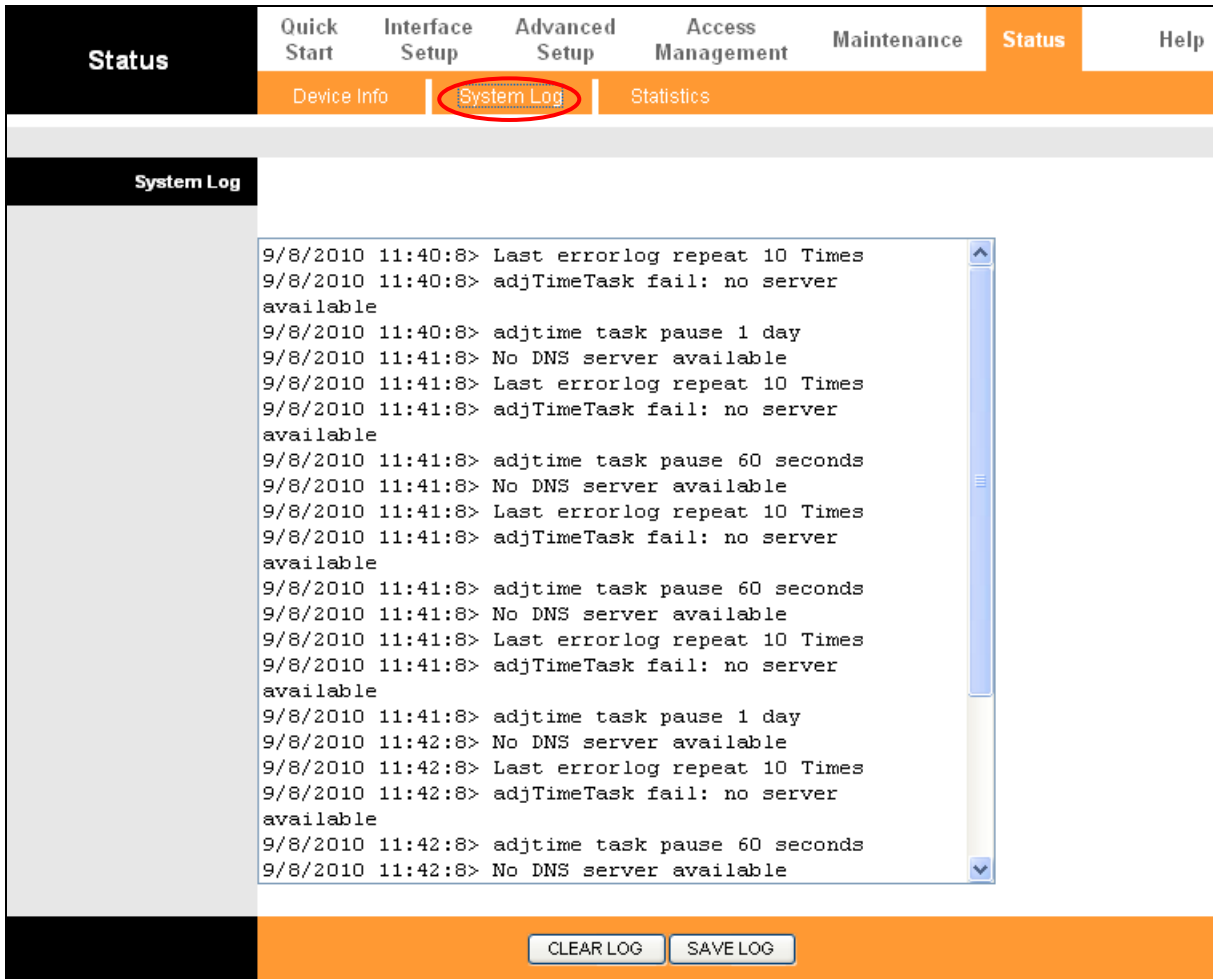 Status
Quick Start
Interface Setup
Advanced Setup
Access Management
Maintenance
Status
Help
Device Info
System Log
Statistics
System Log
9/8/2010 11:40:8> Last errorlog repeat 10 Times
9/8/2010 11:40:8> adjTimeTask fail: no server
available
9/8/2010 11:40:8> adjtime task pause 1 day
9/8/2010 11:41:8> No DNS server available
9/8/2010 11:41:8> Last errorlog repeat 10 Times
9/8/2010 11:41:8> adjTimeTask fail: no server
available
9/8/2010 11:41:8> adjtime task pause 60 seconds
9/8/2010 11:41:8> No DNS server available
9/8/2010 11:41:8> Last errorlog repeat 10 Times
9/8/2010 11:41:8> adjTimeTask fail: no server
available
9/8/2010 11:41:8> adjtime task pause 60 seconds
9/8/2010 11:41:8> No DNS server available
9/8/2010 11:41:8> Last errorlog repeat 10 Times
9/8/2010 11:41:8> adjTimeTask fail: no server
available
9/8/2010 11:41:8> adjtime task pause 1 day
9/8/2010 11:42:8> No DNS server available
9/8/2010 11:42:8> Last errorlog repeat 10 Times
9/8/2010 11:42:8> adjTimeTask fail: no server
available
9/8/2010 11:42:8> adjtime task pause 60 seconds
9/8/2010 11:42:8> No DNS server available
CLEAR LOG
SAVE LOG